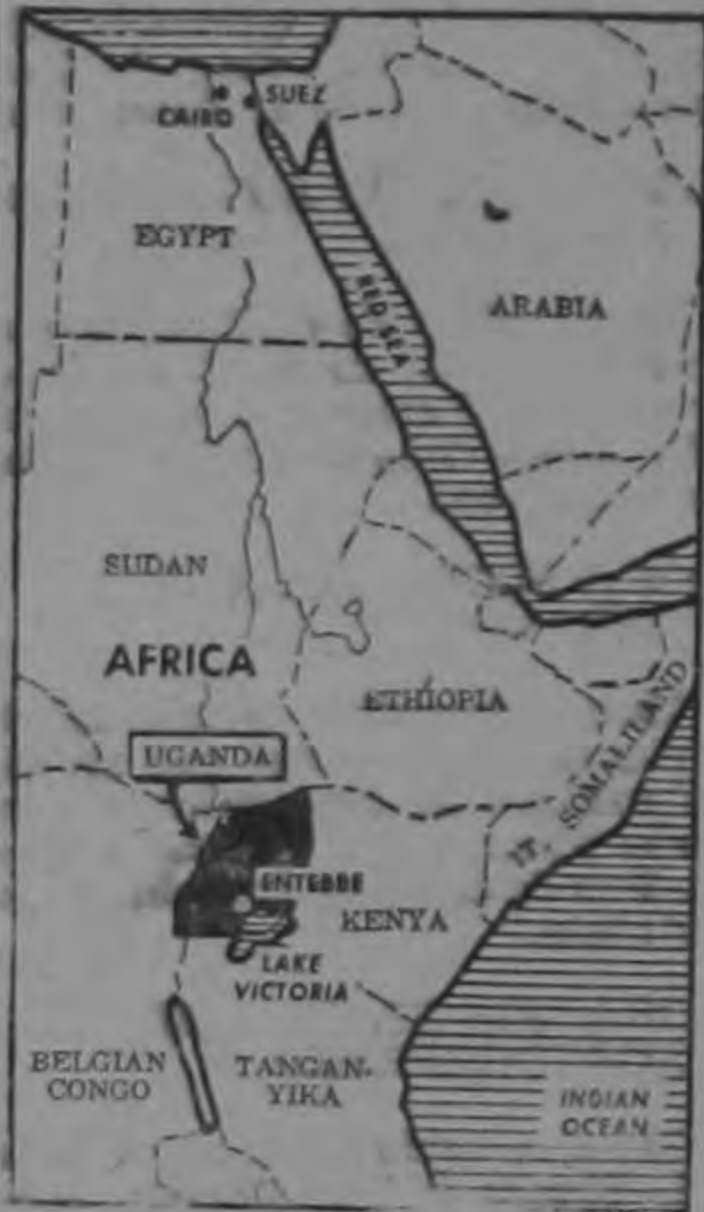 SUEZ
CAIRO
EGYPT
RED SEA
ARABIA
SUDAN
AFRICA
ETHIOPIA
UGANDA
IT. SOMALILAND
ENTEBBE
KENYA
LAKE
VICTORIA
BELGIAN
CONGO
TANGAN-
YIKA
INDIAN
OCEAN